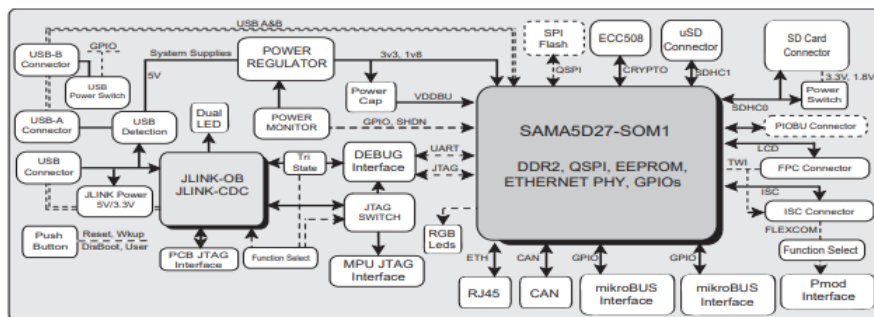 USB A&B
USB-B
Connector
GPIO
USB
Power Switch
System Supplies
5V
POWER
REGULATOR
3v3, 1v8
SPI
Flash
QSPI
ECC508
CRYPTO
uSD
Connector
SDHC1
SD Card
Connector
3.3V, 1.8V
Power
Switch
SDHC0
USB-A
Connector
USB
Detection
Dual
LED
POWER
MONITOR
Power
Cap
VDDBU
GPIO, SHDN
SAMA5D27-SOM1
DDR2, QSPI, EEPROM,
ETHERNET PHY, GPIOs
PIOBU Connector
LCD
FPC Connector
TWI
ISC
ISC Connector
FLEXCOM
Function Select
Pmod
Interface
USB
Connector
JLINK Power
5V/3.3V
JLINK-OB
JLINK-CDC
Tri
State
DEBUG
Interface
UART
JTAG
JTAG
SWITCH
RGB
Leds
Push
Button
Reset, Wkup
DisBoot, User
PCB JTAG
Interface
Function Select
MPU JTAG
Interface
ETH
RJ45
CAN
CAN
GPIO
mikroBUS
Interface
GPIO
mikroBUS
Interface